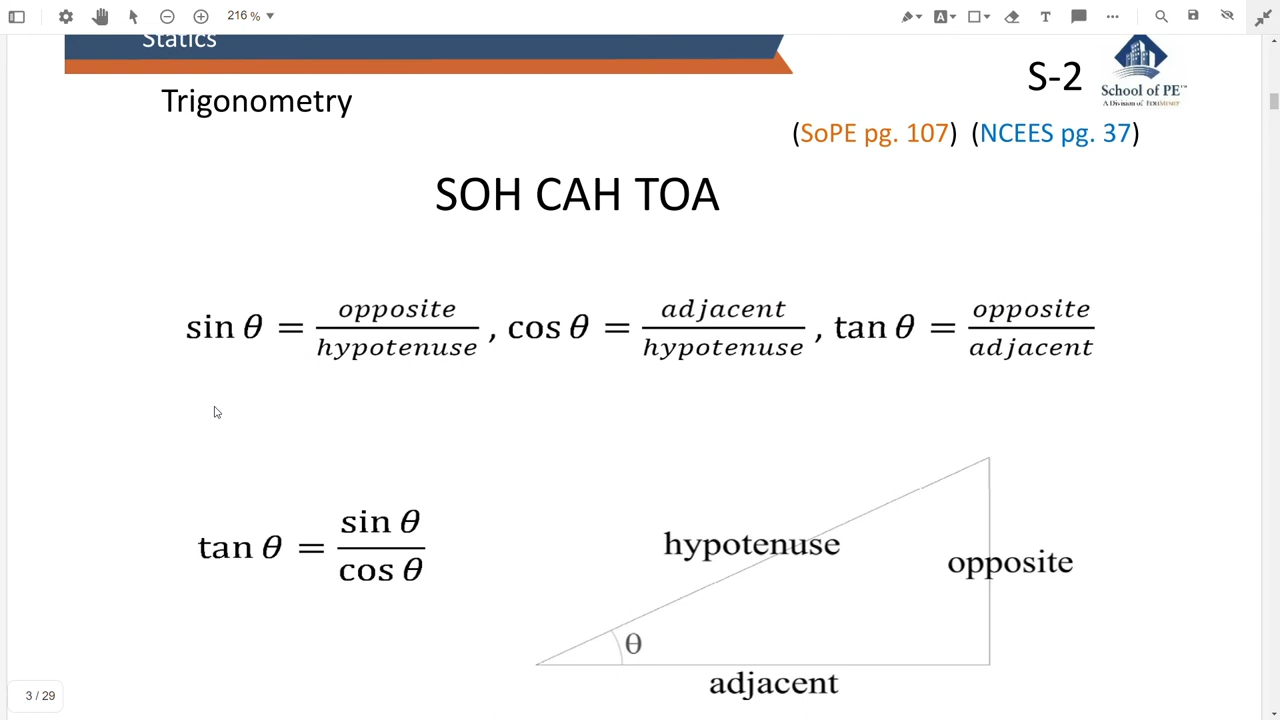 216 %
Statics
S-2
School of PE™
Trigonometry
(SoPE pg. 107) (NCEES pg. 37)
SOH CAH TOA
sin θ = opposite / hypotenuse , cos θ = adjacent / hypotenuse , tan θ = opposite / adjacent
tan θ = sin θ / cos θ
hypotenuse
opposite
θ
adjacent
3 / 29